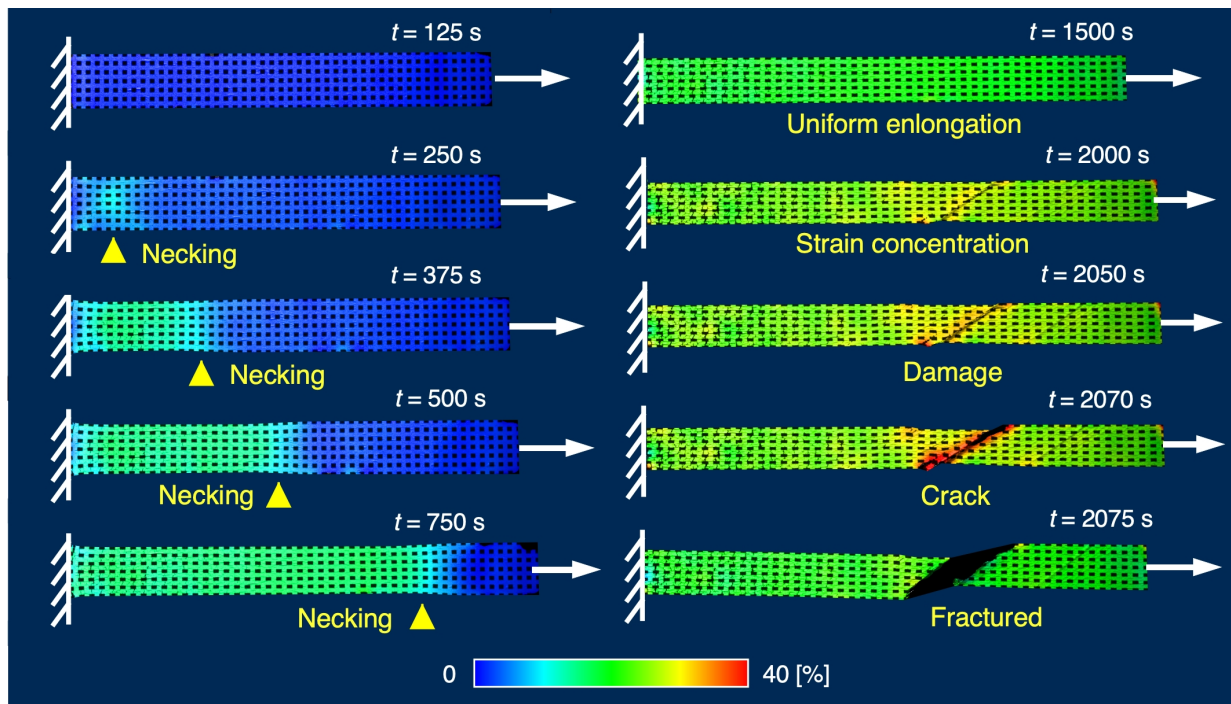 t = 125 s
t = 250 s
Necking
t = 375 s
Necking
t = 500 s
Necking
t = 750 s
Necking
t = 1500 s
Uniform enlongation
t = 2000 s
Strain concentration
t = 2050 s
Damage
t = 2070 s
Crack
t = 2075 s
Fractured
0 40 [%]